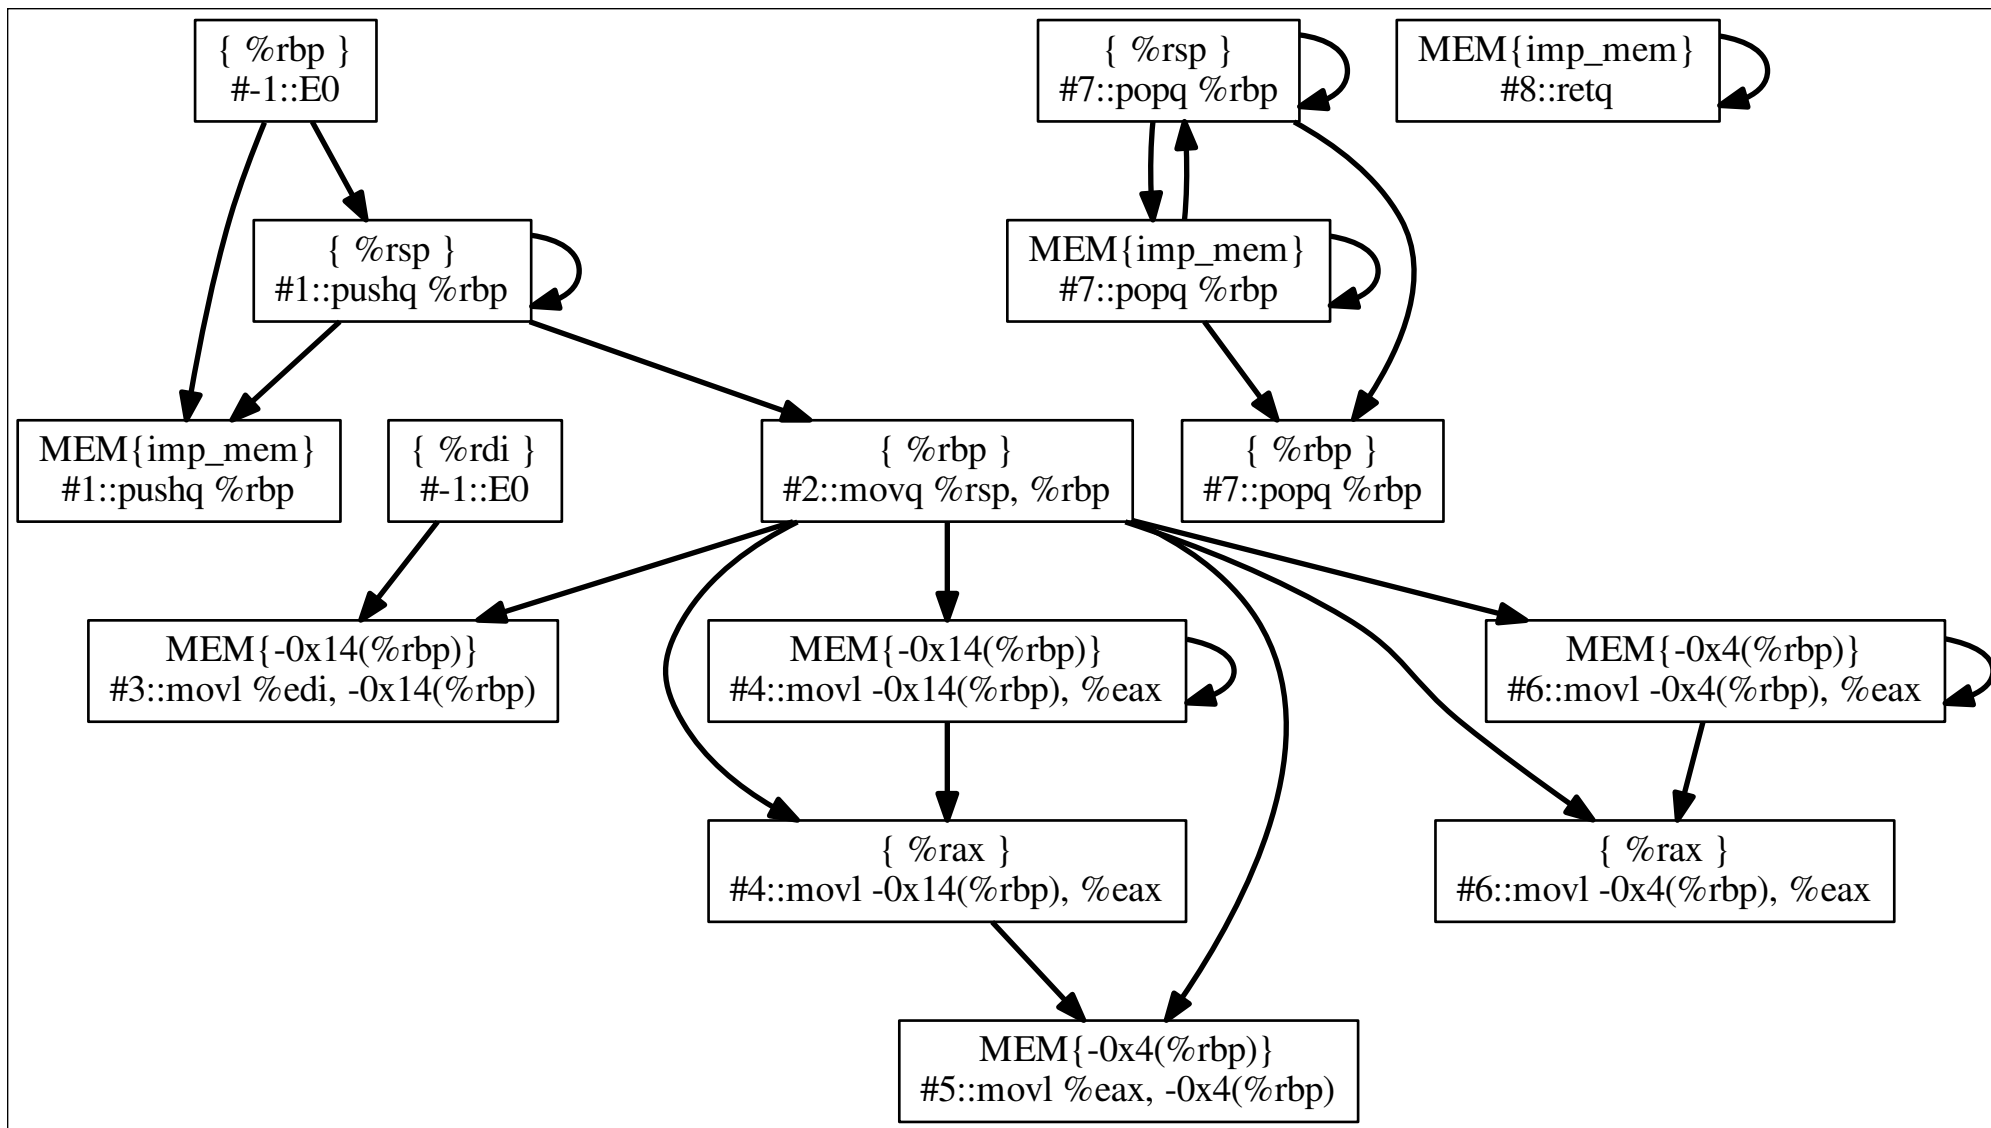 { %rbp }
#-1::E0
{ %rsp }
#7::popq %rbp
MEM{imp_mem}
#8::retq
{ %rsp }
#1::pushq %rbp
MEM{imp_mem}
#7::popq %rbp
MEM{imp_mem}
#1::pushq %rbp
{ %rdi }
#-1::E0
{ %rbp }
#2::movq %rsp, %rbp
{ %rbp }
#7::popq %rbp
MEM{-0x14(%rbp)}
#3::movl %edi, -0x14(%rbp)
MEM{-0x14(%rbp)}
#4::movl -0x14(%rbp), %eax
MEM{-0x4(%rbp)}
#6::movl -0x4(%rbp), %eax
{ %rax }
#4::movl -0x14(%rbp), %eax
{ %rax }
#6::movl -0x4(%rbp), %eax
MEM{-0x4(%rbp)}
#5::movl %eax, -0x4(%rbp)